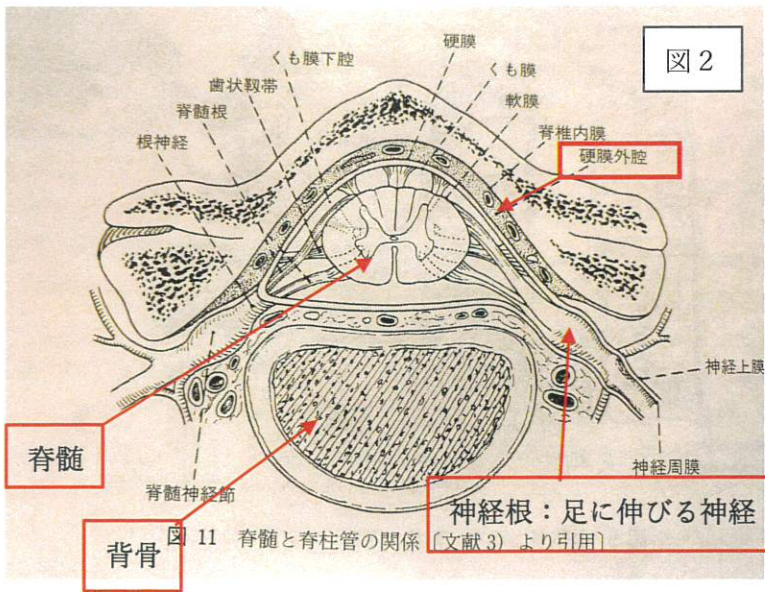 図2
くも膜下腔
歯状靱帯
脊髄根
根神経
硬膜
くも膜
軟膜
脊椎内膜
硬膜外腔
神経上膜
神経周膜
脊髄
脊髄神経節
背骨
神経根：足に伸びる神経
図 11 脊髄と脊柱管の関係〔文献3）より引用〕